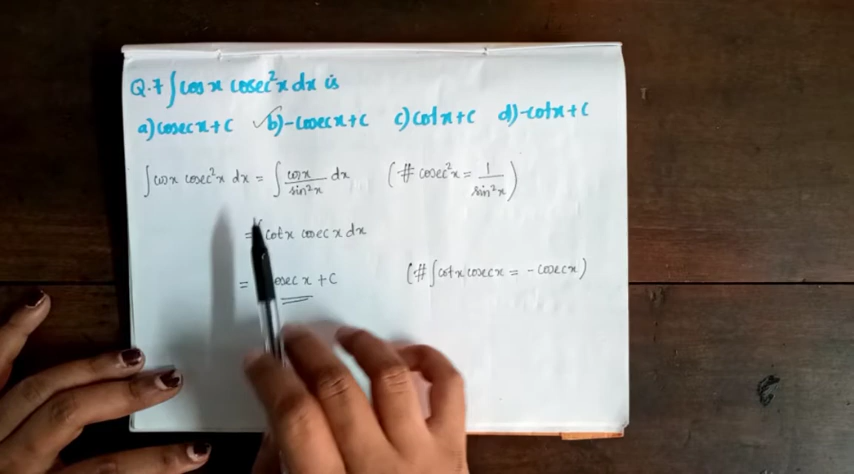 Q.7 ∫cos x cosec²x dx is
a) cosec x + C ✓b) -cosec x + C c) cot x + C d) -cot x + C
∫cos x cosec²x dx = ∫ cos x / sin²x dx (# cosec²x = 1 / sin²x)
= ∫ cot x cosec x dx
= cosec x + C (# ∫cot x cosec x = - cosec x)